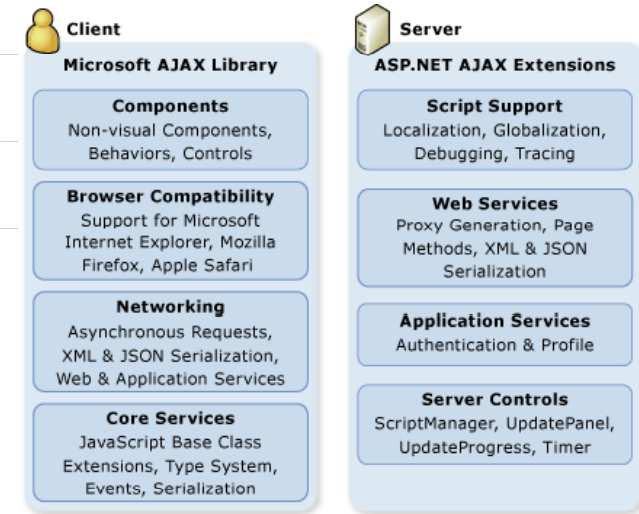 Client
Microsoft AJAX Library
Components
Non-visual Components,
Behaviors, Controls
Browser Compatibility
Support for Microsoft
Internet Explorer, Mozilla
Firefox, Apple Safari
Networking
Asynchronous Requests,
XML & JSON Serialization,
Web & Application Services
Core Services
JavaScript Base Class
Extensions, Type System,
Events, Serialization
Server
ASP.NET AJAX Extensions
Script Support
Localization, Globalization,
Debugging, Tracing
Web Services
Proxy Generation, Page
Methods, XML & JSON
Serialization
Application Services
Authentication & Profile
Server Controls
ScriptManager, UpdatePanel,
UpdateProgress, Timer